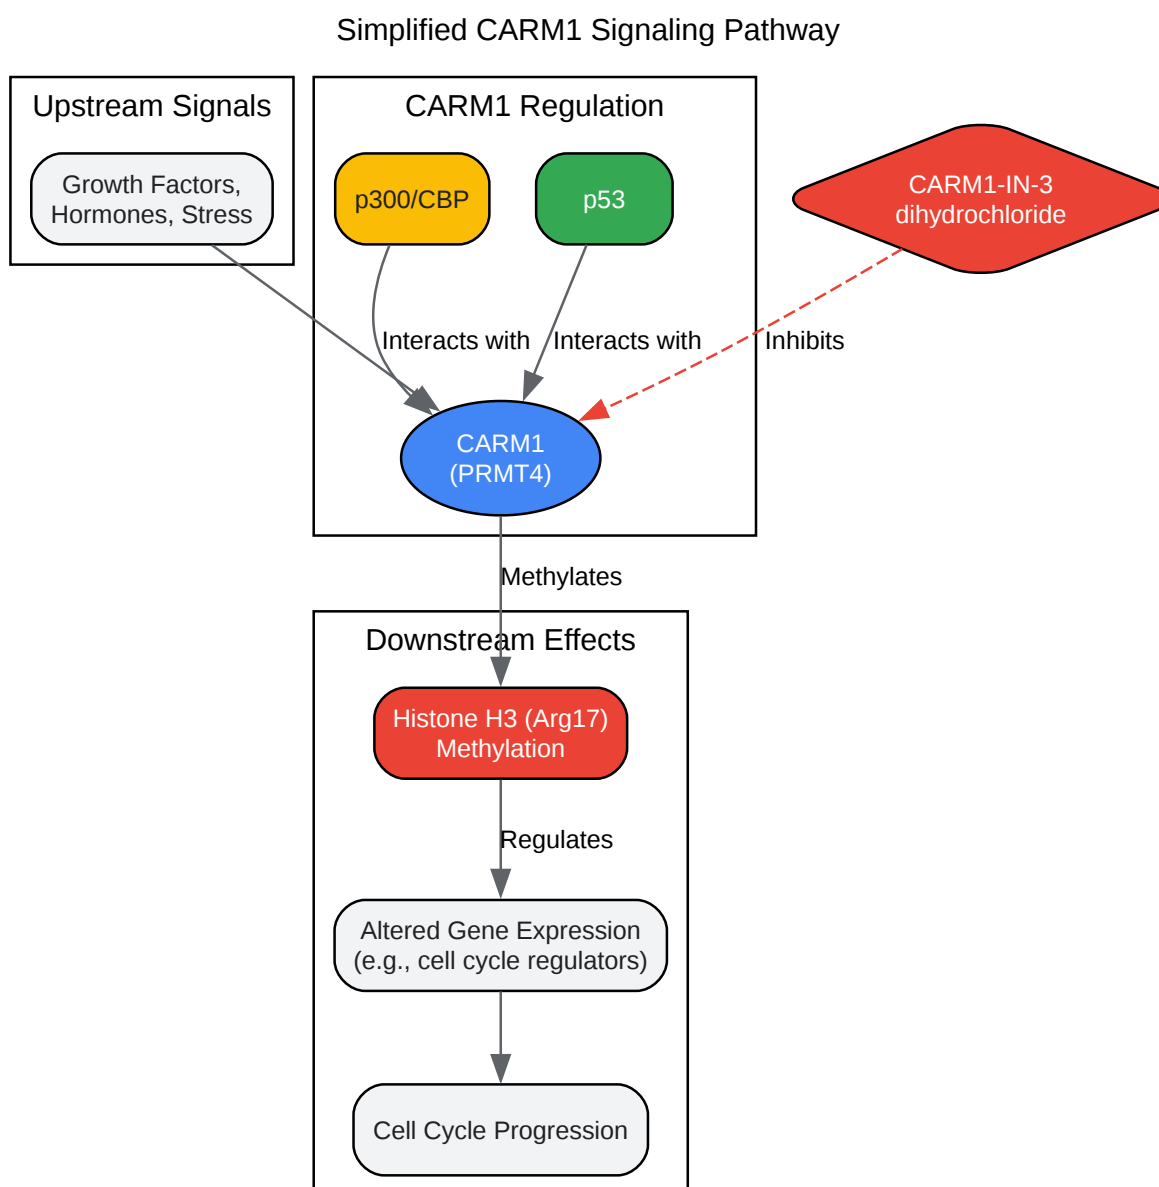 Simplified CARM1 Signaling Pathway
Upstream Signals
Growth Factors,
Hormones, Stress
CARM1 Regulation
p300/CBP
p53
CARM1-IN-3
dihydrochloride
Interacts with
Interacts with
Inhibits
CARM1
(PRMT4)
Methylates
Downstream Effects
Histone H3 (Arg17)
Methylation
Regulates
Altered Gene Expression
(e.g., cell cycle regulators)
Cell Cycle Progression